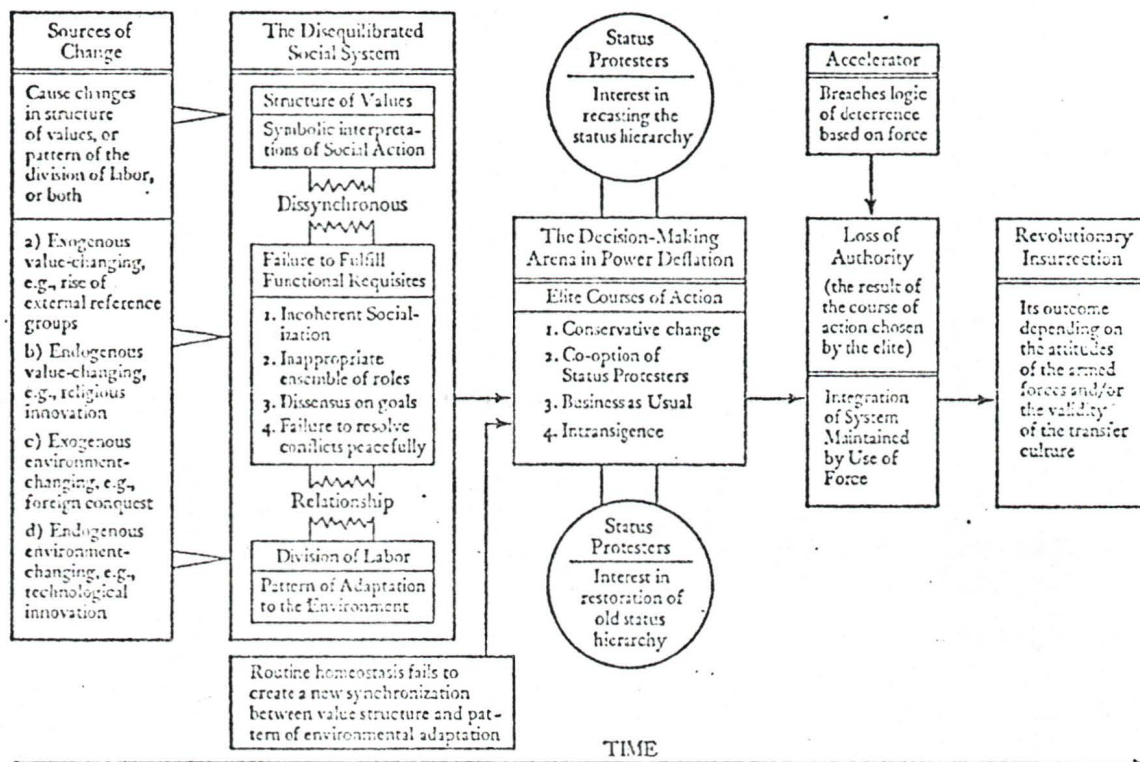 Sources of
Change
Cause changes
in structure
of values, or
pattern of the
division of labor,
or both
a) Exogenous
value-changing,
e.g., rise of
external reference
groups
b) Endogenous
value-changing,
e.g., religious
innovation
c) Exogenous
environment-
changing, e.g.,
foreign conquest
d) Endogenous
environment-
changing, e.g.,
technological
innovation
The Disequilibrated
Social System
Structure of Values
Symbolic interpreta-
tions of Social Action
Dissynchronous
Failure to Fulfill
Functional Requisites
1. Incoherent Social-
ization
2. Inappropriate
ensemble of roles
3. Dissensus on goals
4. Failure to resolve
conflicts peacefully
Relationship
Division of Labor
Pattern of Adaptation
to the Environment
Routine homeostasis fails to
create a new synchronization
between value structure and pat-
tern of environmental adaptation
Status
Protesters
Interest in
recasting the
status hierarchy
The Decision-Making
Arena in Power Deflation
Elite Courses of Action
1. Conservative change
2. Co-option of
Status Protesters
3. Business as Usual
4. Intransigence
Status
Protesters
Interest in
restoration of
old status
hierarchy
Accelerator
Breaches logic
of deterrence
based on force
Loss of
Authority
(the result of
the course of
action chosen
by the elite)
Integration
of System
Maintained
by Use of
Force
Revolutionary
Insurrection
Its outcome
depending on
the attitudes
of the armed
forces and/or
the validity
of the transfer
culture
TIME